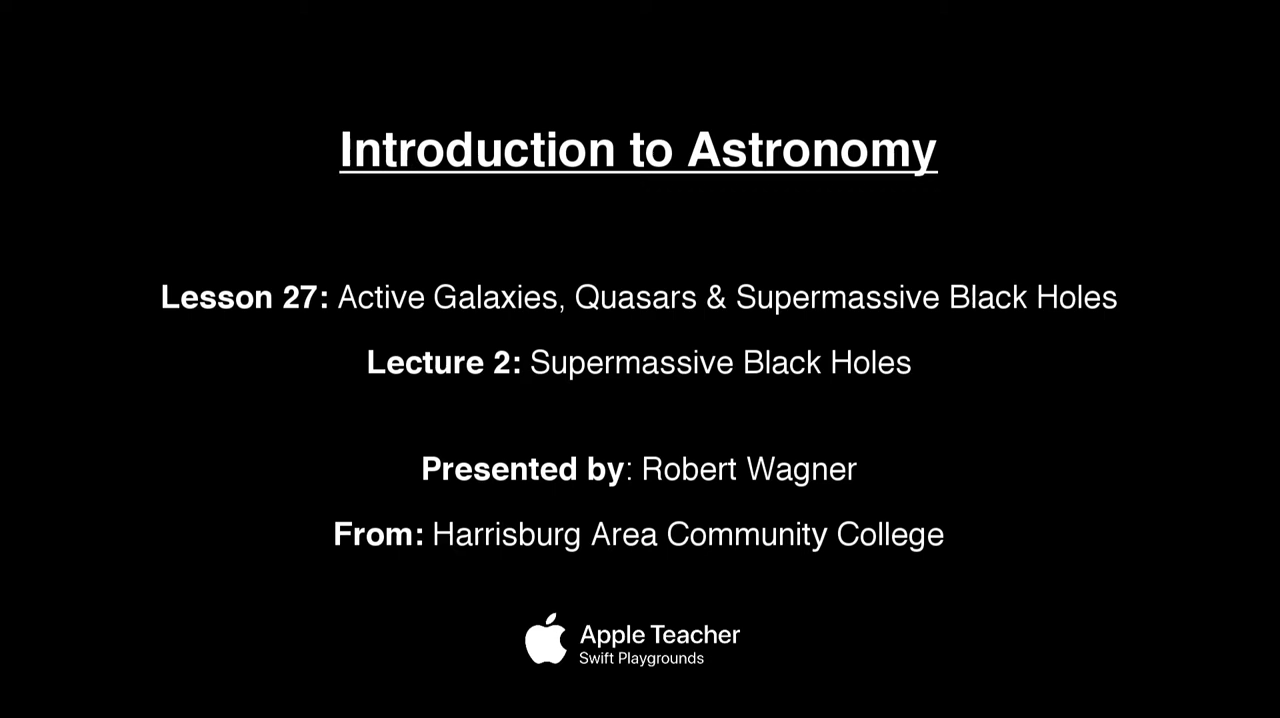 Introduction to Astronomy
Lesson 27: Active Galaxies, Quasars & Supermassive Black Holes
Lecture 2: Supermassive Black Holes
Presented by: Robert Wagner
From: Harrisburg Area Community College
Apple Teacher
Swift Playgrounds